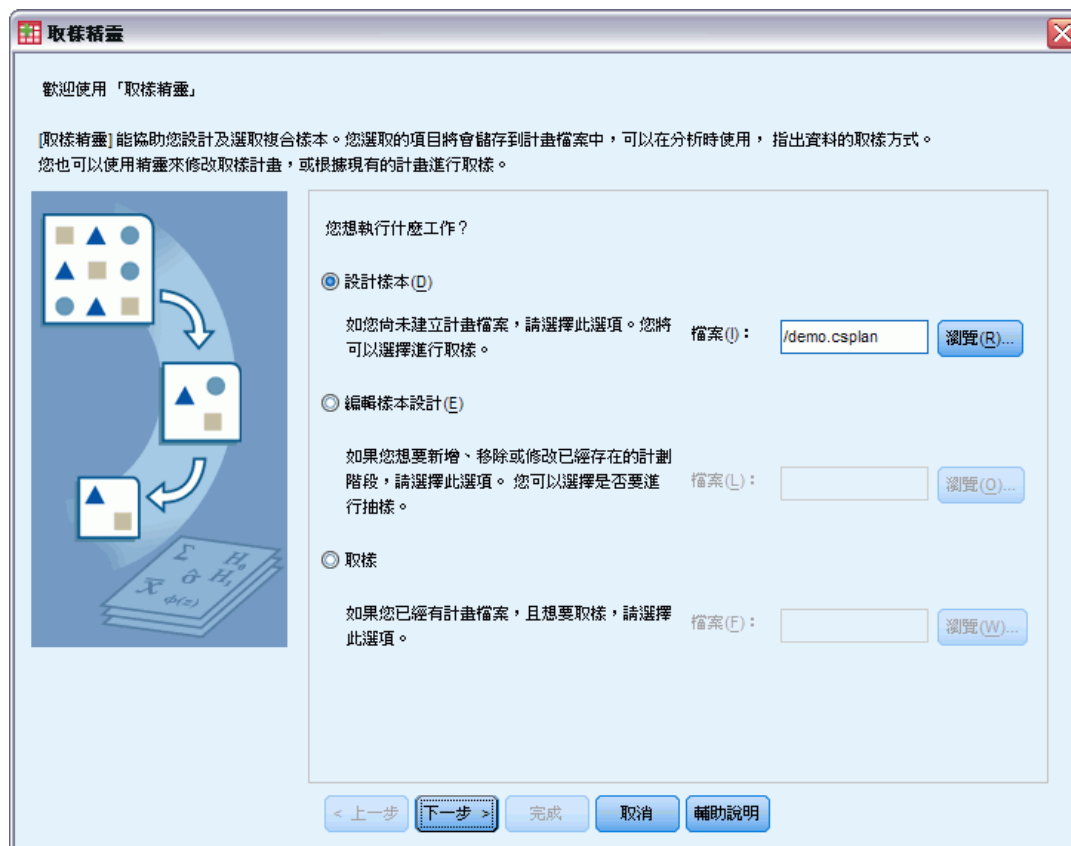 取樣精靈
歡迎使用「取樣精靈」
[取樣精靈] 能協助您設計及選取複合樣本。您選取的項目將會儲存到計畫檔案中，可以在分析時使用， 指出資料的取樣方式。
您也可以使用精靈來修改取樣計畫，或根據現有的計畫進行取樣。
您想執行什麼工作？
設計樣本(D)
如您尚未建立計畫檔案，請選擇此選項。您將
可以選擇進行取樣。
檔案(I)：
/demo.csplan
瀏覽(R)...
編輯樣本設計(E)
如果您想要新增、移除或修改已經存在的計劃
階段，請選擇此選項。 您可以選擇是否要進
行抽樣。
檔案(L)：
瀏覽(O)...
取樣
如果您已經有計畫檔案，且想要取樣，請選擇
此選項。
檔案(F)：
瀏覽(W)...
Σ H₀
x̄ σ̂ H₁
φ(z)
< 上一步 下一步 > 完成 取消 輔助說明